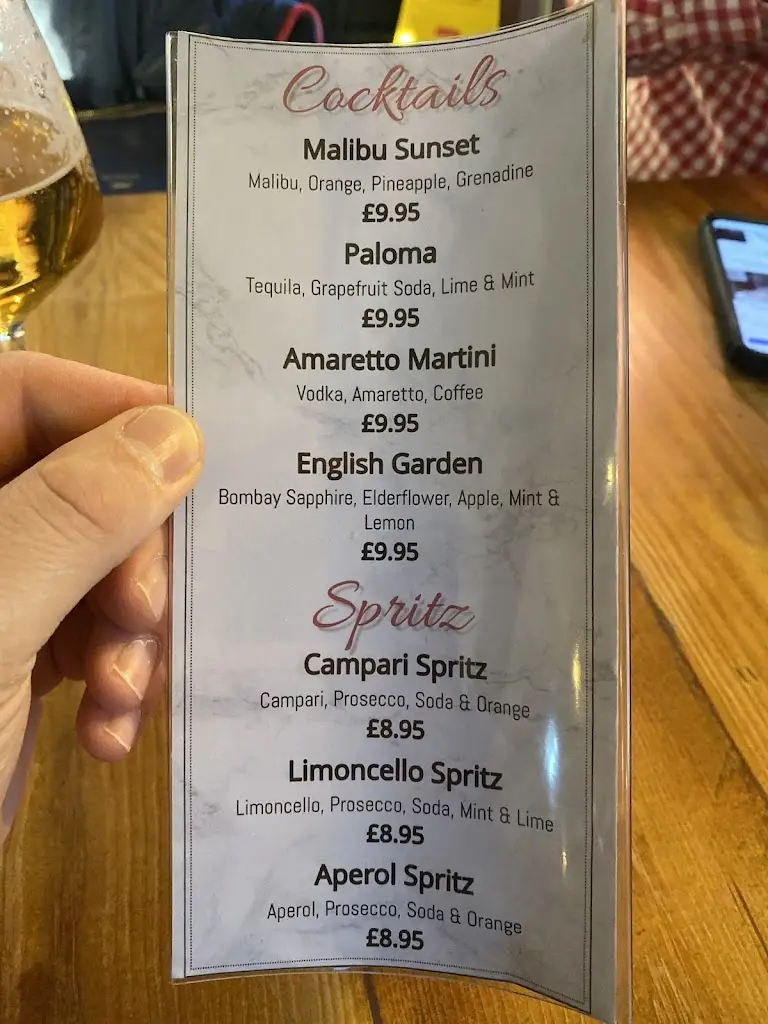 Cocktails
Malibu Sunset
Malibu, Orange, Pineapple, Grenadine
£9.95
Paloma
Tequila, Grapefruit Soda, Lime & Mint
£9.95
Amaretto Martini
Vodka, Amaretto, Coffee
£9.95
English Garden
Bombay Sapphire, Elderflower, Apple, Mint &
Lemon
£9.95
Spritz
Campari Spritz
Campari, Prosecco, Soda & Orange
£8.95
Limoncello Spritz
Limoncello, Prosecco, Soda, Mint & Lime
£8.95
Aperol Spritz
Aperol, Prosecco, Soda & Orange
£8.95